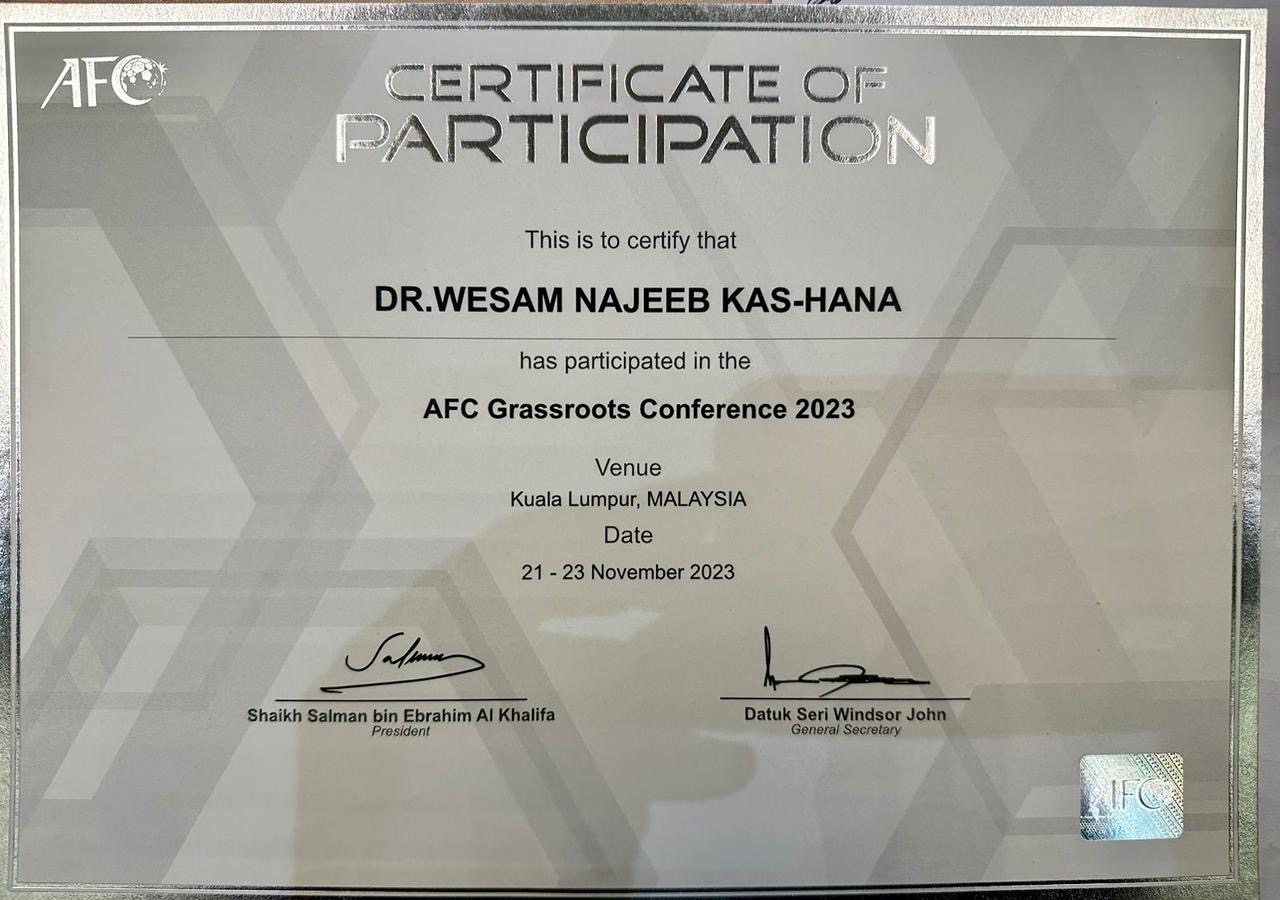 AFC
CERTIFICATE OF
PARTICIPATION
This is to certify that
DR.WESAM NAJEEB KAS-HANA
has participated in the
AFC Grassroots Conference 2023
Venue
Kuala Lumpur, MALAYSIA
Date
21 - 23 November 2023
Salman
Shaikh Salman bin Ebrahim Al Khalifa
President
Datuk Seri Windsor John
General Secretary
AFC